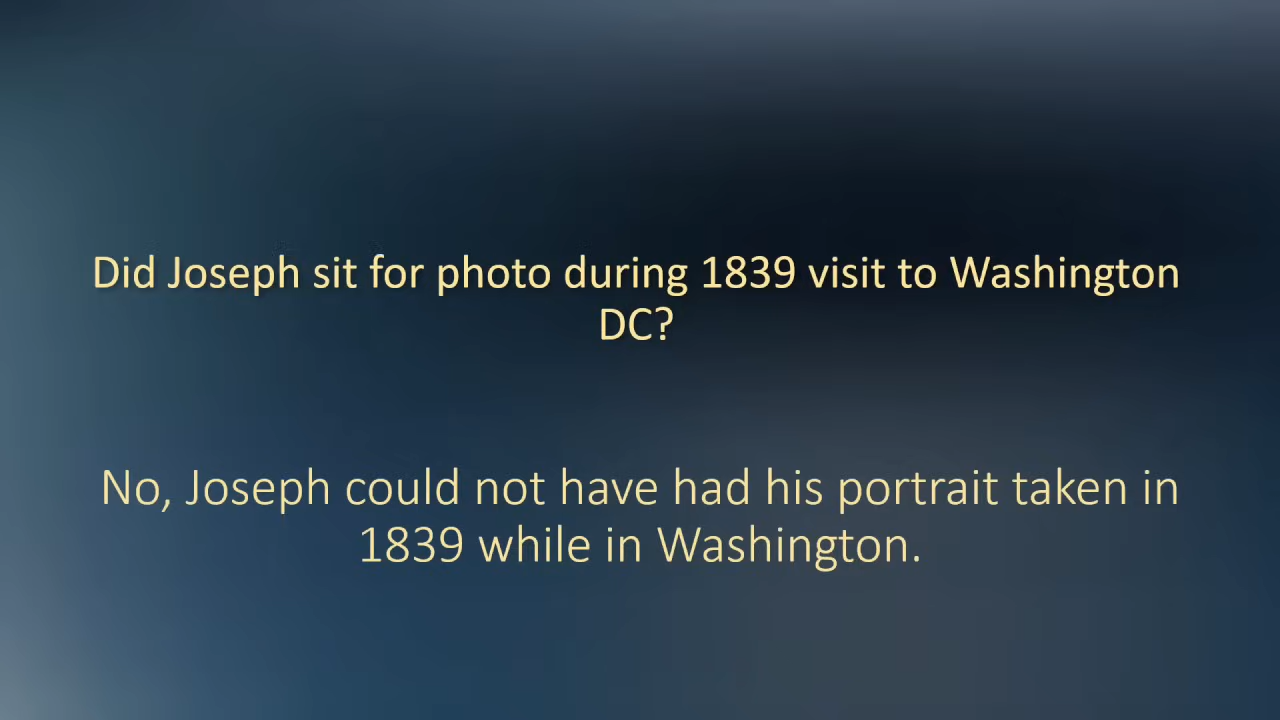 Did Joseph sit for photo during 1839 visit to Washington
DC?
No, Joseph could not have had his portrait taken in
1839 while in Washington.